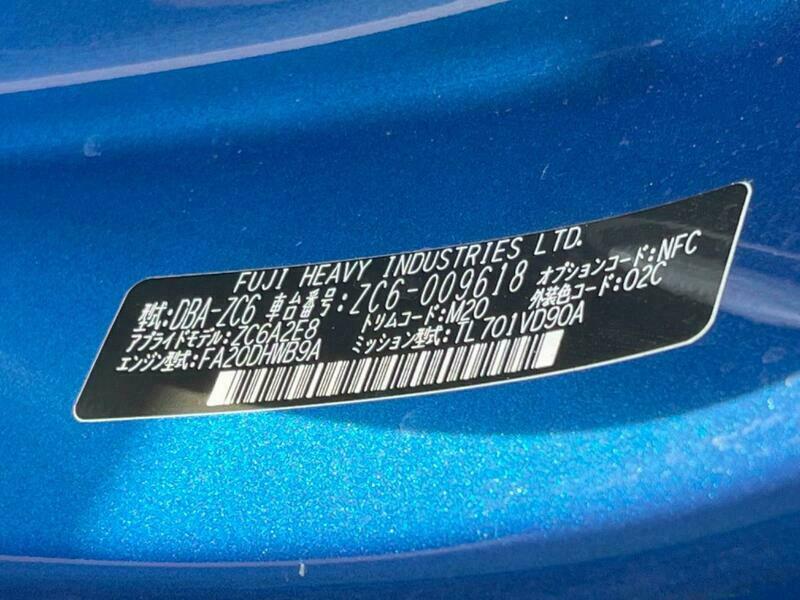 FUJI HEAVY INDUSTRIES LTD.
型式:DBA-ZC6 車台番号:ZC6-009618 オプションコード:NFC
アプライドモデル:ZC6A2E8 トリムコード:M20 外装色コード:02C
エンジン型式:FA20DHMB9A ミッション型式:TL701VD90A